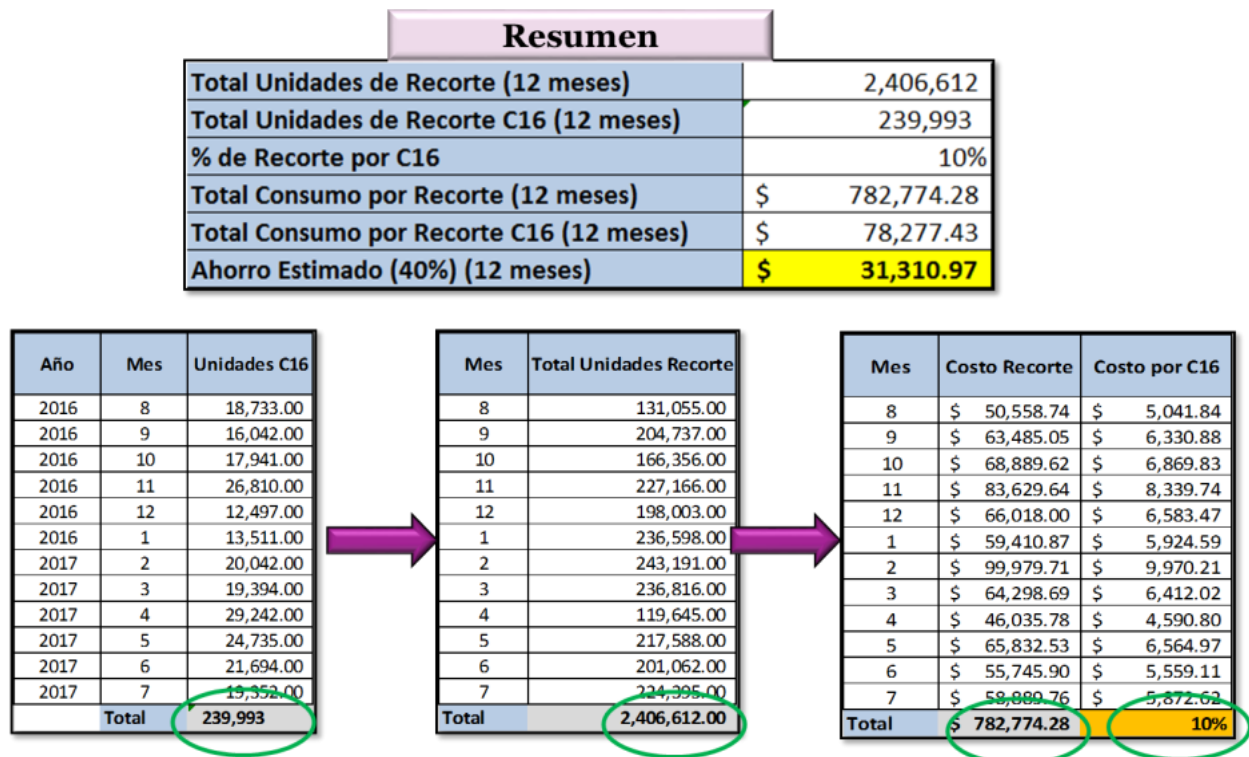 Resumen
Total Unidades de Recorte (12 meses) 2,406,612
Total Unidades de Recorte C16 (12 meses) 239,993
% de Recorte por C16 10%
Total Consumo por Recorte (12 meses) $ 782,774.28
Total Consumo por Recorte C16 (12 meses) $ 78,277.43
Ahorro Estimado (40%) (12 meses) $ 31,310.97
Año Mes Unidades C16
2016 8 18,733.00
2016 9 16,042.00
2016 10 17,941.00
2016 11 26,810.00
2016 12 12,497.00
2016 1 13,511.00
2017 2 20,042.00
2017 3 19,394.00
2017 4 29,242.00
2017 5 24,735.00
2017 6 21,694.00
2017 7 19,352.00
Total 239,993
Mes Total Unidades Recorte
8 131,055.00
9 204,737.00
10 166,356.00
11 227,166.00
12 198,003.00
1 236,598.00
2 243,191.00
3 236,816.00
4 119,645.00
5 217,588.00
6 201,062.00
7 224,395.00
Total 2,406,612.00
Mes Costo Recorte Costo por C16
8 $ 50,558.74 $ 5,041.84
9 $ 63,485.05 $ 6,330.88
10 $ 68,889.62 $ 6,869.83
11 $ 83,629.64 $ 8,339.74
12 $ 66,018.00 $ 6,583.47
1 $ 59,410.87 $ 5,924.59
2 $ 99,979.71 $ 9,970.21
3 $ 64,298.69 $ 6,412.02
4 $ 46,035.78 $ 4,590.80
5 $ 65,832.53 $ 6,564.97
6 $ 55,745.90 $ 5,559.11
7 $ 58,889.76 $ 5,872.62
Total $ 782,774.28 10%